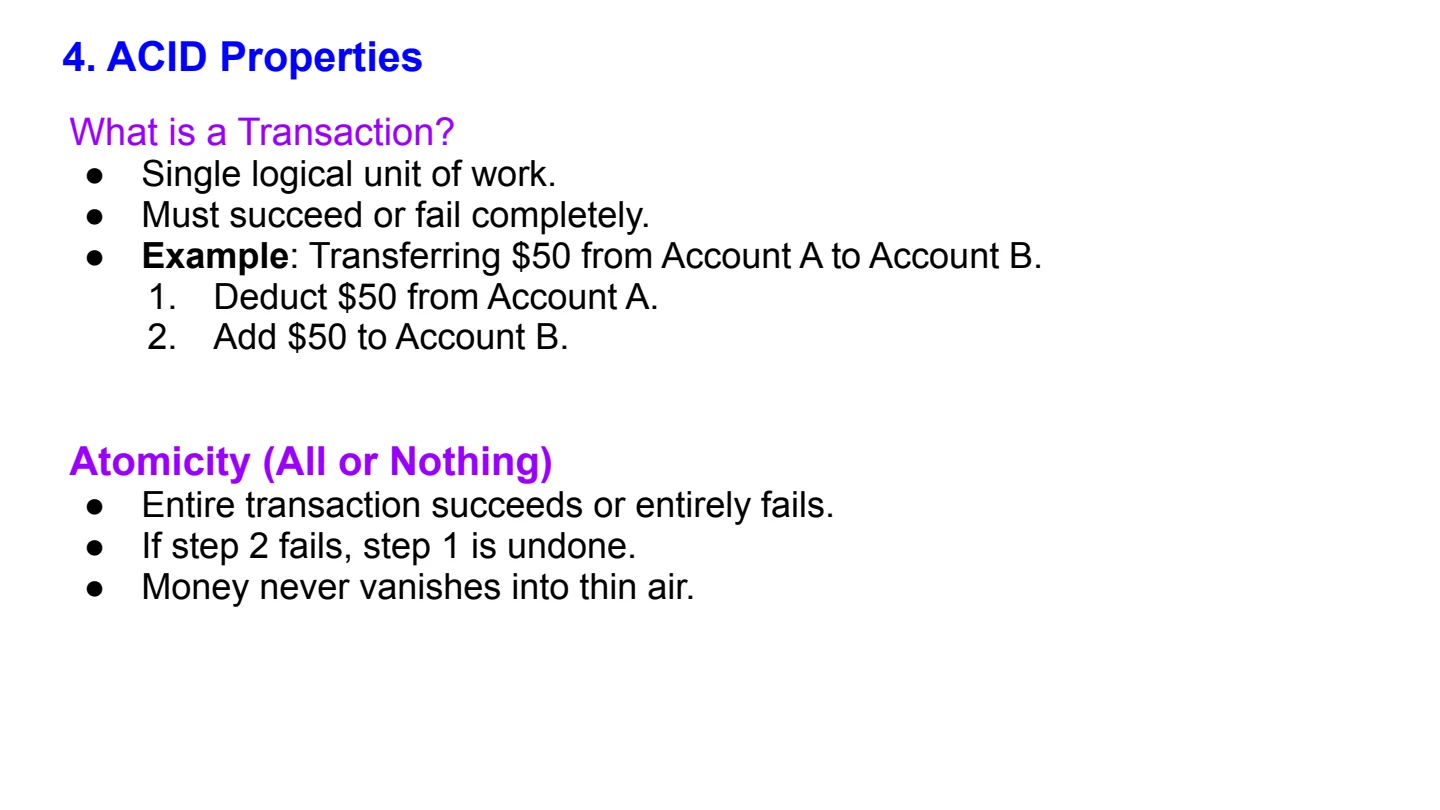 4. ACID Properties
What is a Transaction?
● Single logical unit of work.
● Must succeed or fail completely.
● Example: Transferring $50 from Account A to Account B.
1. Deduct $50 from Account A.
2. Add $50 to Account B.
Atomicity (All or Nothing)
● Entire transaction succeeds or entirely fails.
● If step 2 fails, step 1 is undone.
● Money never vanishes into thin air.